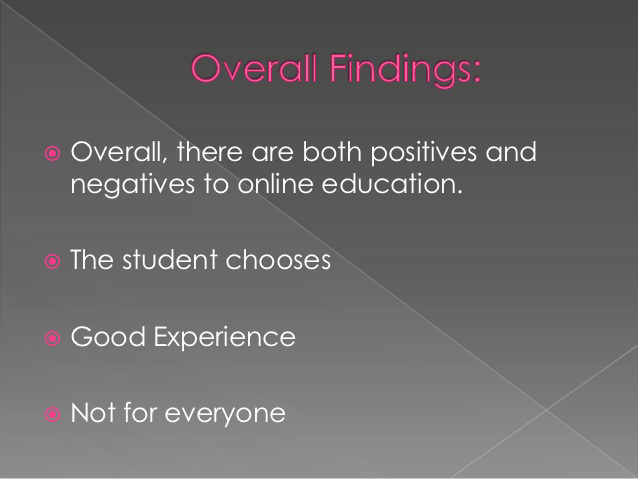 Overall Findings:
Overall, there are both positives and
negatives to online education.
The student chooses
Good Experience
Not for everyone